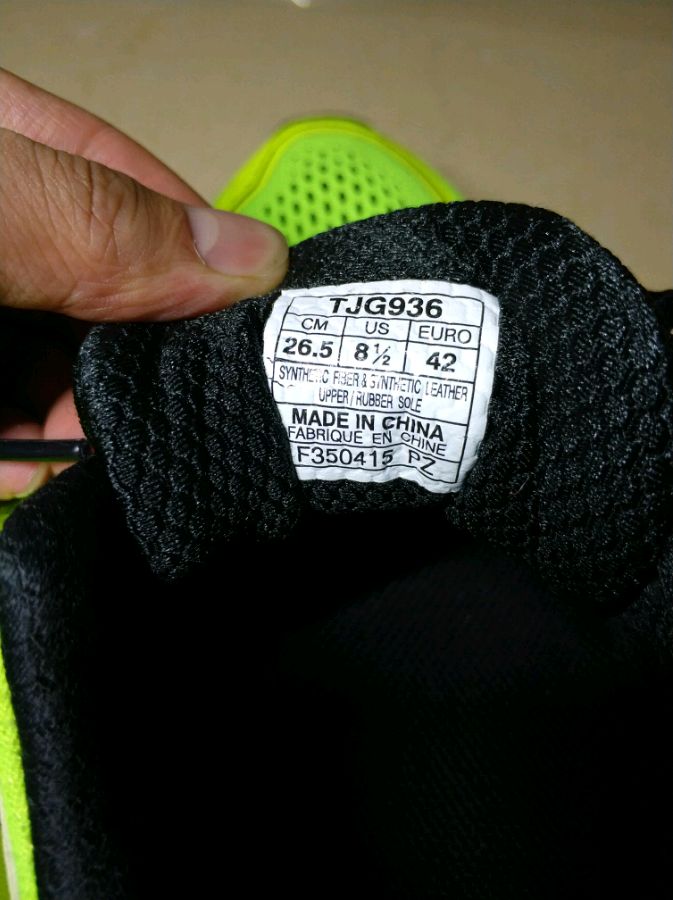 TJG936
CM US EURO
26.5 8½ 42
SYNTHETIC FIBER & SYNTHETIC LEATHER
UPPER/RUBBER SOLE
MADE IN CHINA
FABRIQUE EN CHINE
F350415 PZ